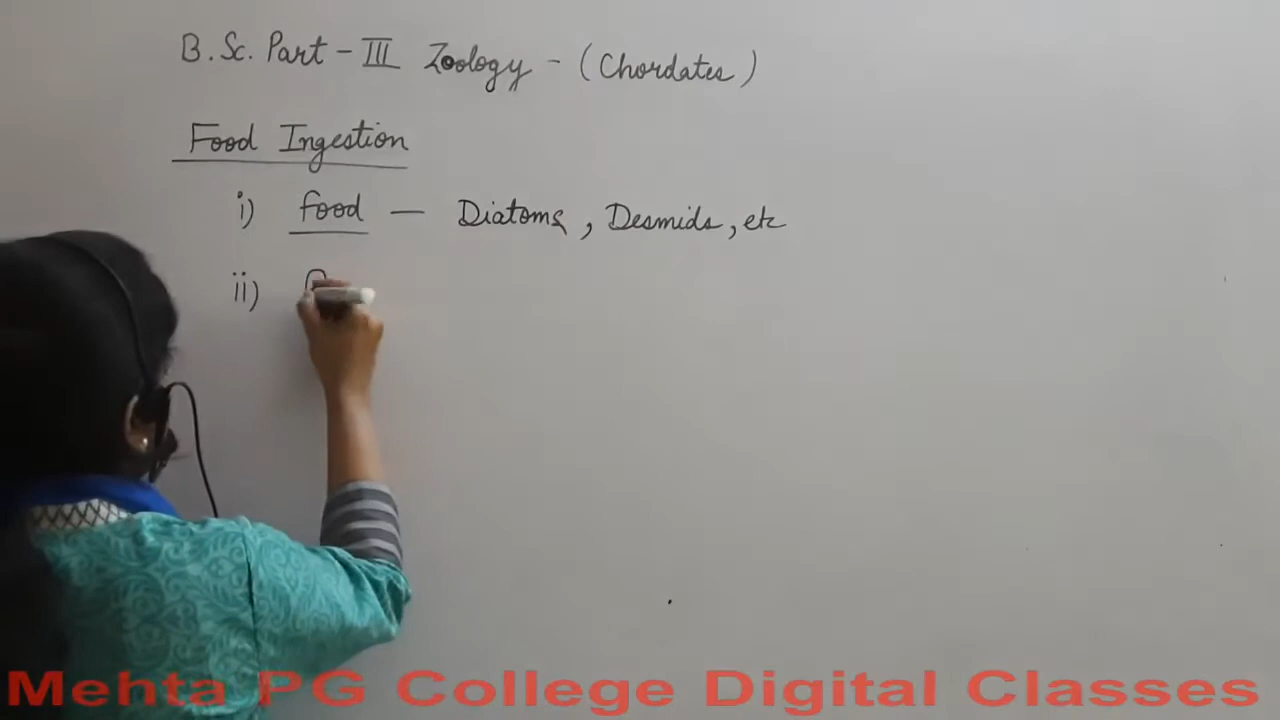 B.Sc. Part - III Zoology - (Chordates)
Food Ingestion
i) food — Diatoms, Desmids, etc
ii)
Mehta PG College Digital Classes